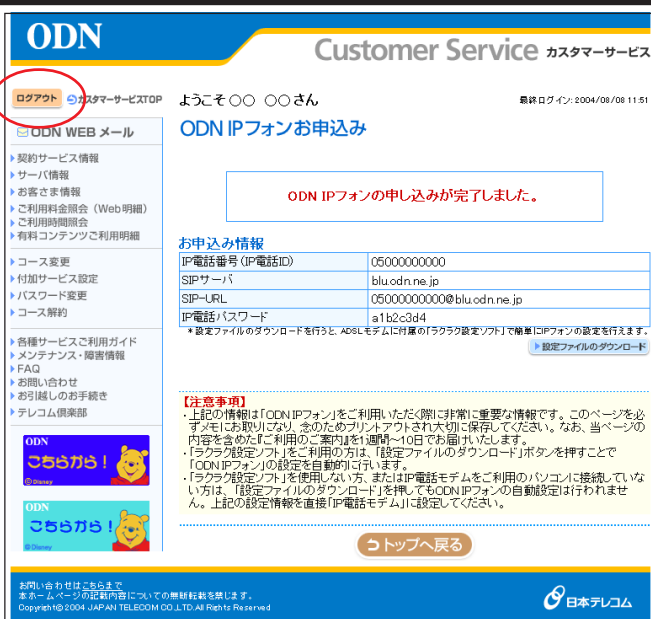 ODN
Customer Service カスタマーサービス
ログアウト
カスタマーサービスTOP
ようこそ○○ ○○さん
最終ログイン: 2004/08/08 11:51
ODN WEB メール
契約サービス情報
サーバ情報
お客さま情報
ご利用料金照会（Web明細）
ご利用時間照会
有料コンテンツご利用明細
コース変更
付加サービス設定
パスワード変更
コース解約
各種サービスご利用ガイド
メンテナンス・障害情報
FAQ
お問い合わせ
お引越しのお手続き
テレコム倶楽部
ODN
こちらから！
©Disney
ODN
こちらから！
©Disney
ODN IPフォンお申込み
ODN IPフォンの申し込みが完了しました。
お申込み情報
IP電話番号(IP電話ID) 05000000000
SIPサーバ blu.odn.ne.jp
SIP-URL 05000000000@blu.odn.ne.jp
IP電話パスワード a1b2c3d4
*設定ファイルのダウンロードを行うと、ADSLモデムに付属の「ラクラク設定ソフト」で簡単にIPフォンの設定を行えます。
設定ファイルのダウンロード
【注意事項】
・上記の情報は「ODN IPフォン」をご利用いただく際に非常に重要な情報です。このページを必
ずメモにお取りになり、念のためプリントアウトされ大切に保存してください。なお、当ページの
内容を含めた『ご利用のご案内』を1週間～10日でお届けいたします。
・「ラクラク設定ソフト」をご利用の方は、「設定ファイルのダウンロード」ボタンを押すことで
「ODN IPフォン」の設定を自動的に行います。
・「ラクラク設定ソフト」を使用しない方、またはIP電話モデムをご利用のパソコンに接続していな
い方は、「設定ファイルのダウンロード」を押してもODN IPフォンの自動設定は行われませ
ん。上記の設定情報を直接「IP電話モデム」に設定してください。
トップへ戻る
お問い合わせはこちらまで
本ホームページの記載内容についての無断転載を禁じます。
Copyright©2004 JAPAN TELECOM CO.,LTD.All Rights Reserved
日本テレコム